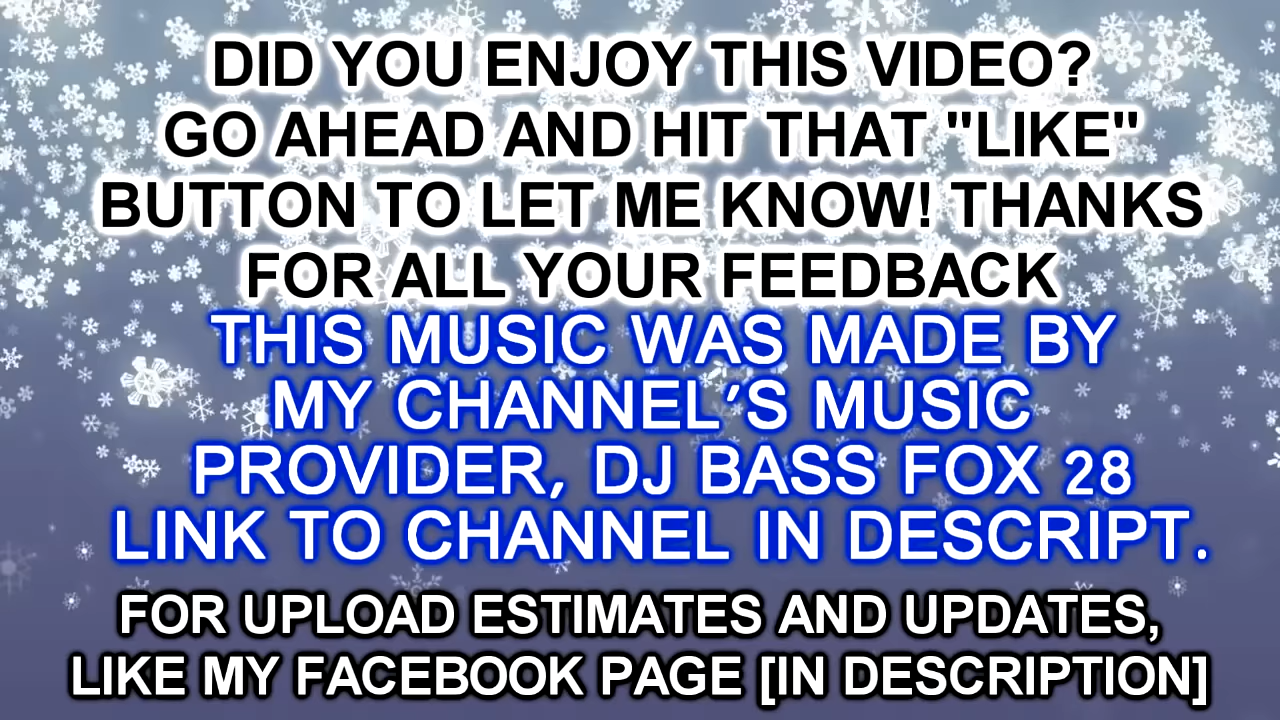 DID YOU ENJOY THIS VIDEO?
GO AHEAD AND HIT THAT "LIKE"
BUTTON TO LET ME KNOW! THANKS
FOR ALL YOUR FEEDBACK
THIS MUSIC WAS MADE BY
MY CHANNEL'S MUSIC
PROVIDER, DJ BASS FOX 28
LINK TO CHANNEL IN DESCRIPT.
FOR UPLOAD ESTIMATES AND UPDATES,
LIKE MY FACEBOOK PAGE [IN DESCRIPTION]